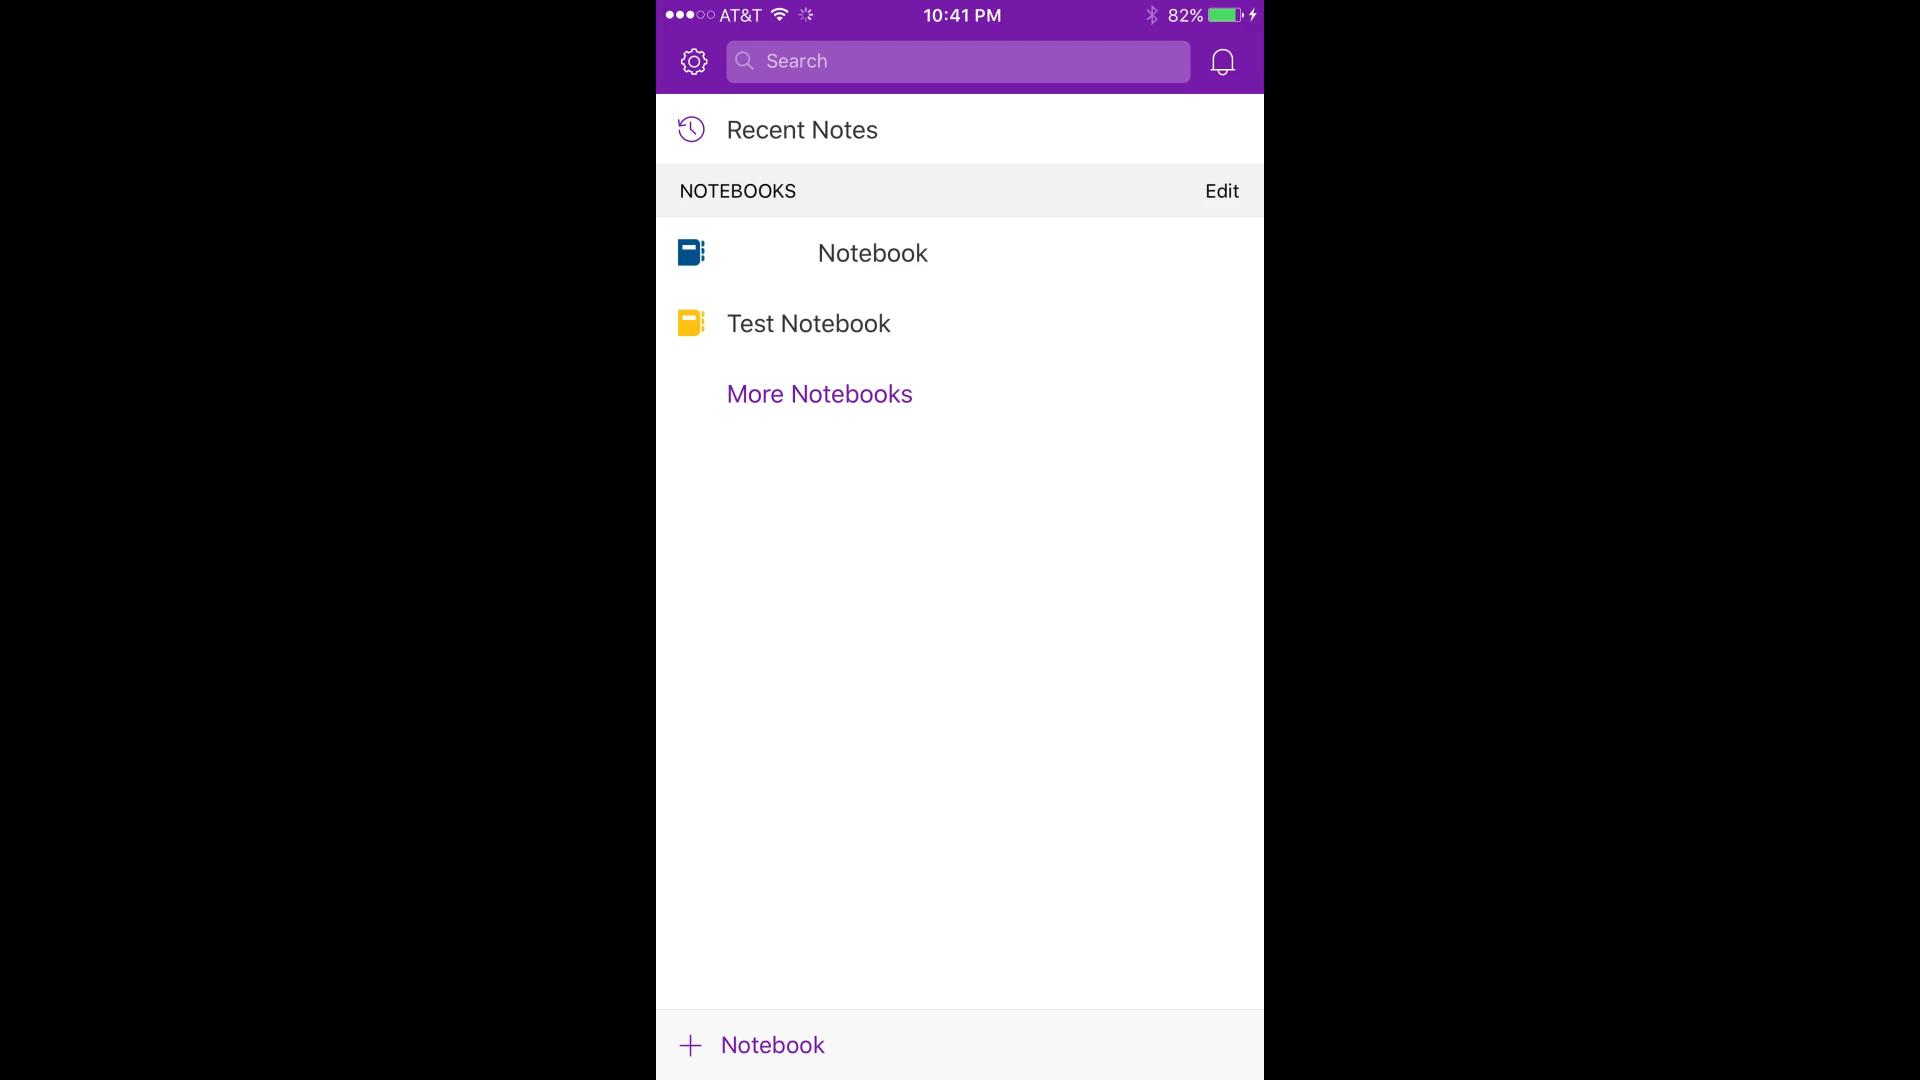 AT&T 10:41 PM 82%
Search
Recent Notes
NOTEBOOKS Edit
Notebook
Test Notebook
More Notebooks
Notebook